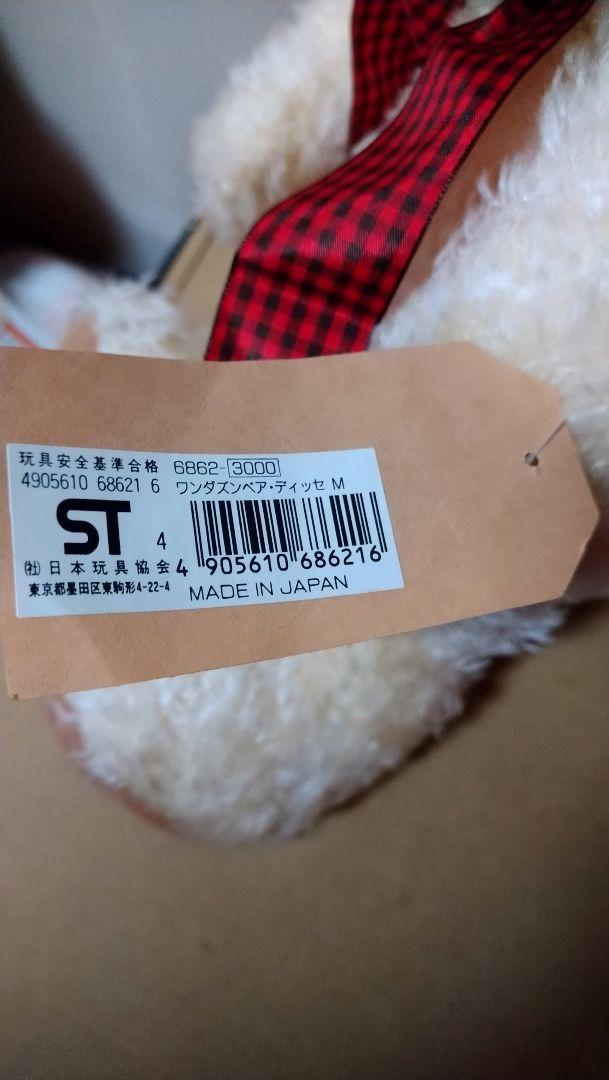 玩具安全基準合格 6862-3000
4905610 68621 6 ワンダズンベア・ディッセ M
ST 4
(社)日本玩具協会
東京都墨田区東駒形4-22-4
4 905610 686216
MADE IN JAPAN